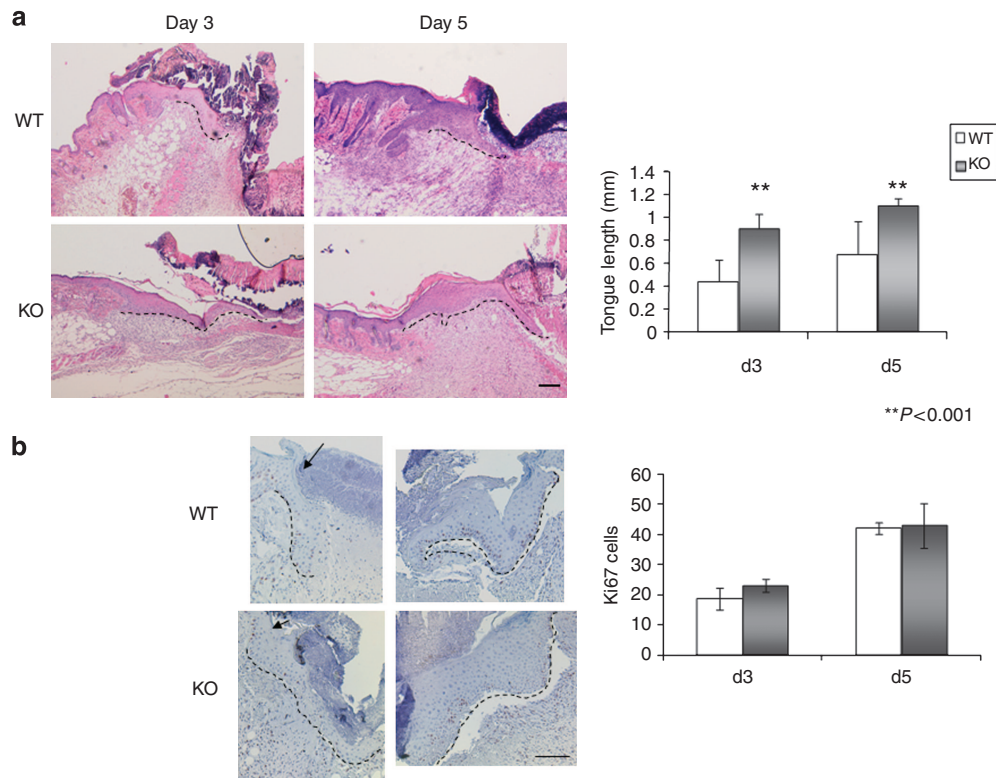 a
Day 3
Day 5
WT
KO
WT
KO
Tongue length (mm)
1.4
1.2
1
0.8
0.6
0.4
0.2
0
**
**
d3
d5
**P<0.001
b
WT
KO
Ki67 cells
60
50
40
30
20
10
0
d3
d5